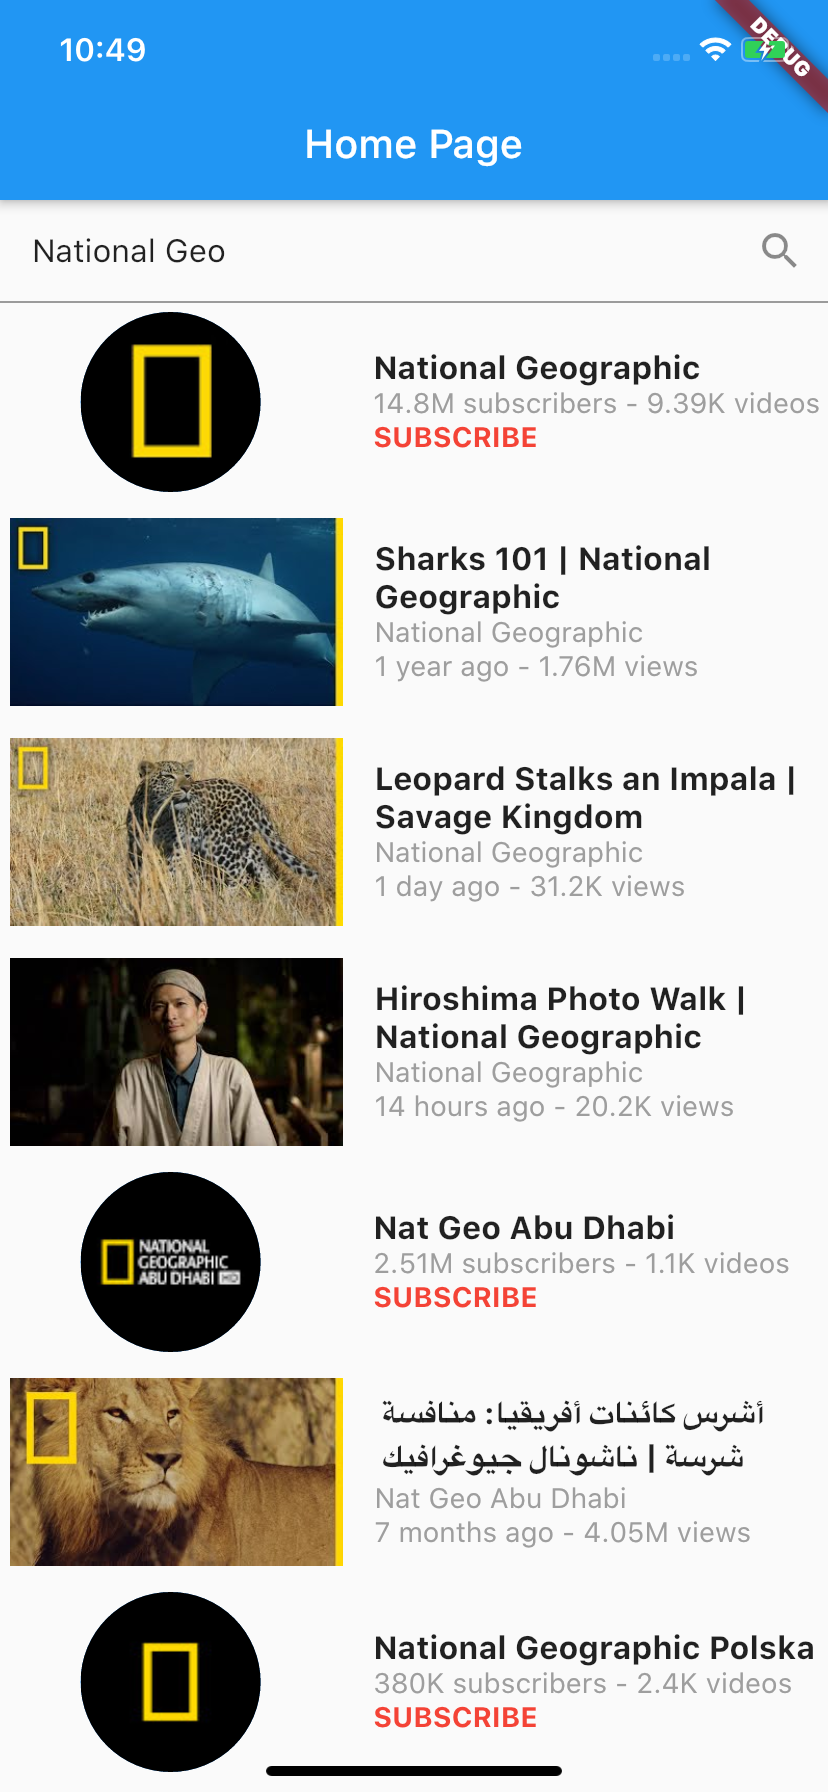 10:49
DEBUG
Home Page
National Geo
National Geographic
14.8M subscribers - 9.39K videos
SUBSCRIBE
Sharks 101 | National
Geographic
National Geographic
1 year ago - 1.76M views
Leopard Stalks an Impala |
Savage Kingdom
National Geographic
1 day ago - 31.2K views
Hiroshima Photo Walk |
National Geographic
National Geographic
14 hours ago - 20.2K views
NATIONAL
GEOGRAPHIC
ABU DHABI HD
Nat Geo Abu Dhabi
2.51M subscribers - 1.1K videos
SUBSCRIBE
أشرس كائنات أفريقيا: منافسة
شرسة | ناشونال جيوغرافيك
Nat Geo Abu Dhabi
7 months ago - 4.05M views
National Geographic Polska
380K subscribers - 2.4K videos
SUBSCRIBE